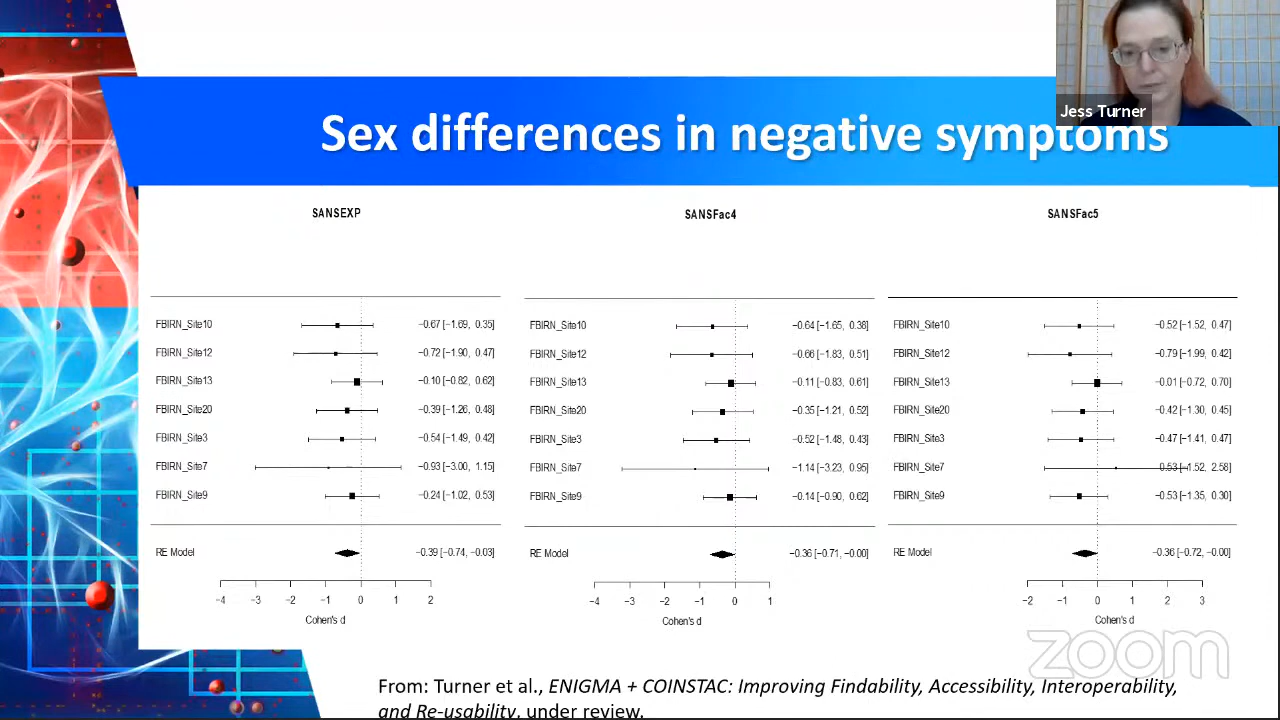 Jess Turner
Sex differences in negative symptoms
SANSEXP
FBIRN_Site10 −0.67 [−1.69, 0.35]
FBIRN_Site12 −0.72 [−1.90, 0.47]
FBIRN_Site13 −0.10 [−0.82, 0.62]
FBIRN_Site20 −0.39 [−1.26, 0.48]
FBIRN_Site3 −0.54 [−1.49, 0.42]
FBIRN_Site7 −0.93 [−3.00, 1.15]
FBIRN_Site9 −0.24 [−1.02, 0.53]
RE Model −0.39 [−0.74, −0.03]
−4 −3 −2 −1 0 1 2
Cohen's d
SANSFac4
FBIRN_Site10 −0.64 [−1.65, 0.38]
FBIRN_Site12 −0.66 [−1.83, 0.51]
FBIRN_Site13 −0.11 [−0.83, 0.61]
FBIRN_Site20 −0.35 [−1.21, 0.52]
FBIRN_Site3 −0.52 [−1.48, 0.43]
FBIRN_Site7 −1.14 [−3.23, 0.95]
FBIRN_Site9 −0.14 [−0.90, 0.62]
RE Model −0.36 [−0.71, −0.00]
−4 −3 −2 −1 0 1
Cohen's d
SANSFac5
FBIRN_Site10 −0.52 [−1.52, 0.47]
FBIRN_Site12 −0.79 [−1.99, 0.42]
FBIRN_Site13 −0.01 [−0.72, 0.70]
FBIRN_Site20 −0.42 [−1.30, 0.45]
FBIRN_Site3 −0.47 [−1.41, 0.47]
FBIRN_Site7 0.53 [−1.52, 2.58]
FBIRN_Site9 −0.53 [−1.35, 0.30]
RE Model −0.36 [−0.72, −0.00]
−2 −1 0 1 2 3
Cohen's d
zoom
From: Turner et al., ENIGMA + COINSTAC: Improving Findability, Accessibility, Interoperability,
and Re-usability, under review.